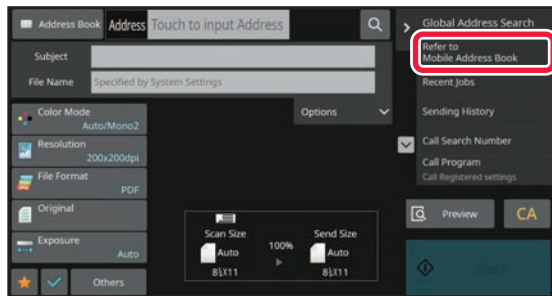 Address Book Address Touch to input Address
Subject
File Name Specified by System Settings
Color Mode
Auto/Mono2
Resolution
200x200dpi
File Format
PDF
Original
Exposure
Auto
Others
Options
Scan Size
Auto
8½X11
100%
Send Size
Auto
8½X11
Global Address Search
Refer to
Mobile Address Book
Recent Jobs
Sending History
Call Search Number
Call Program
Call Registered settings
Preview
CA
Start